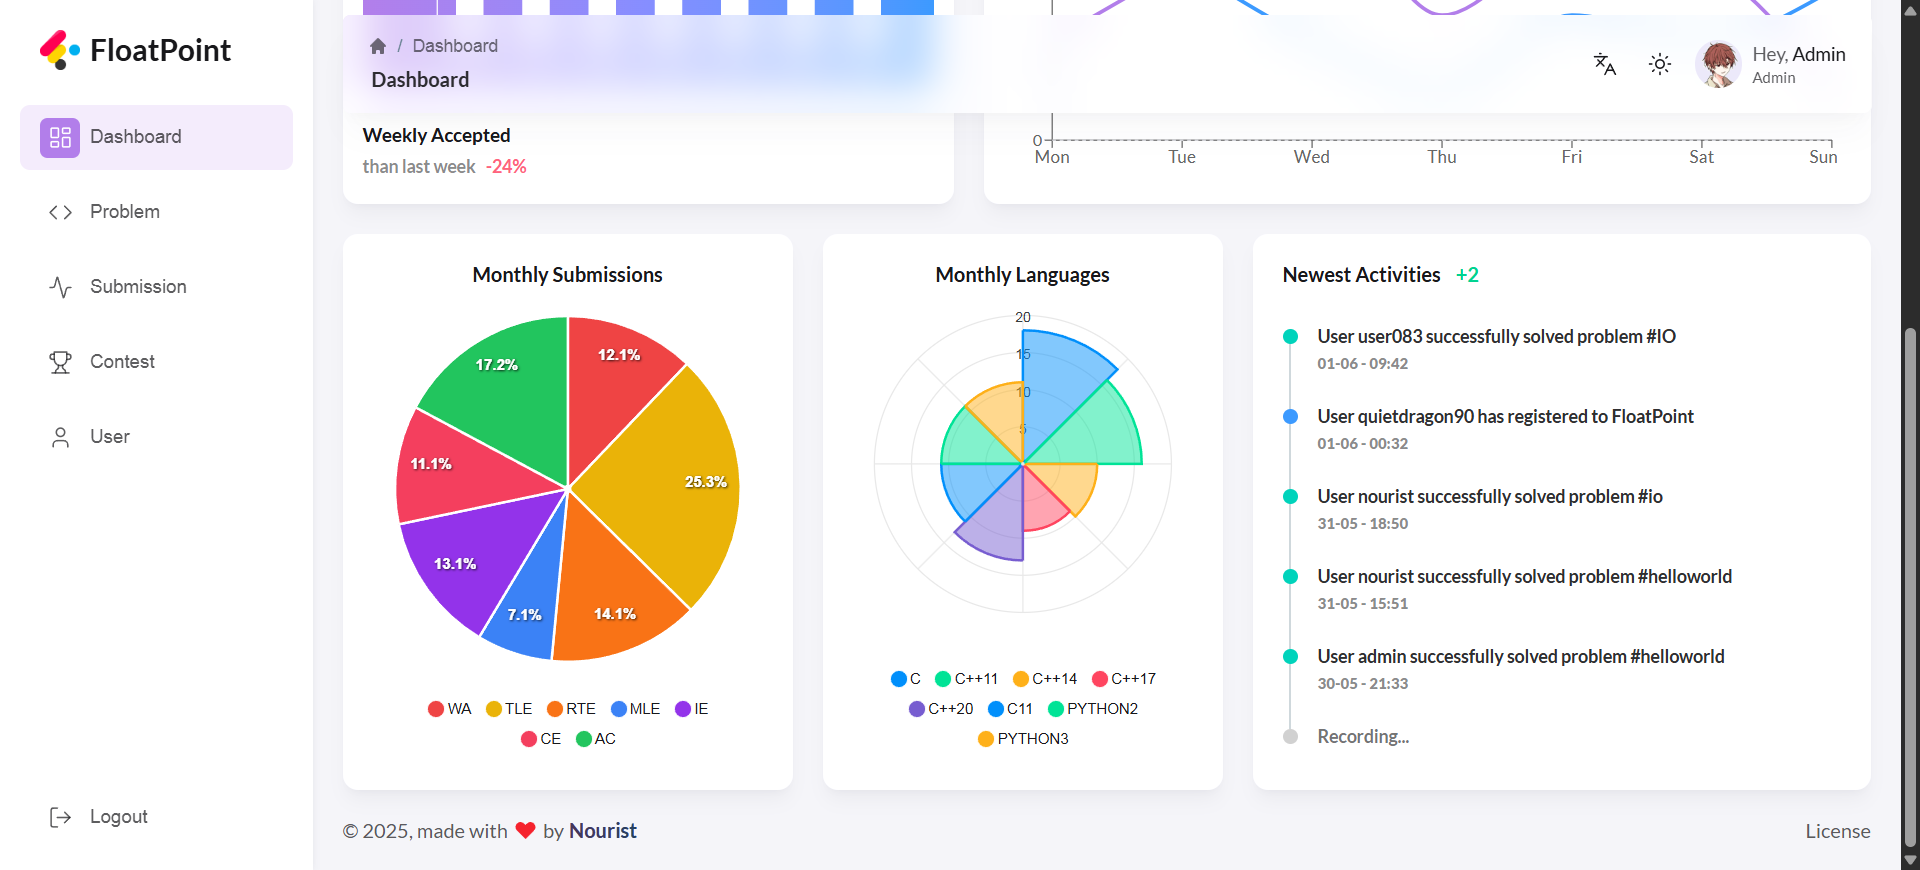 FloatPoint
Dashboard
Problem
Submission
Contest
User
Logout
/ Dashboard
Dashboard
Hey, Admin
Admin
Weekly Accepted
than last week -24%
0
Mon Tue Wed Thu Fri Sat Sun
Monthly Submissions
12.1%
17.2%
11.1%
25.3%
13.1%
7.1%
14.1%
WA TLE RTE MLE IE
CE AC
Monthly Languages
20
15
10
5
C C++11 C++14 C++17
C++20 C11 PYTHON2
PYTHON3
Newest Activities +2
User user083 successfully solved problem #IO
01-06 - 09:42
User quietdragon90 has registered to FloatPoint
01-06 - 00:32
User nourist successfully solved problem #io
31-05 - 18:50
User nourist successfully solved problem #helloworld
31-05 - 15:51
User admin successfully solved problem #helloworld
30-05 - 21:33
Recording...
© 2025, made with ❤ by Nourist
License